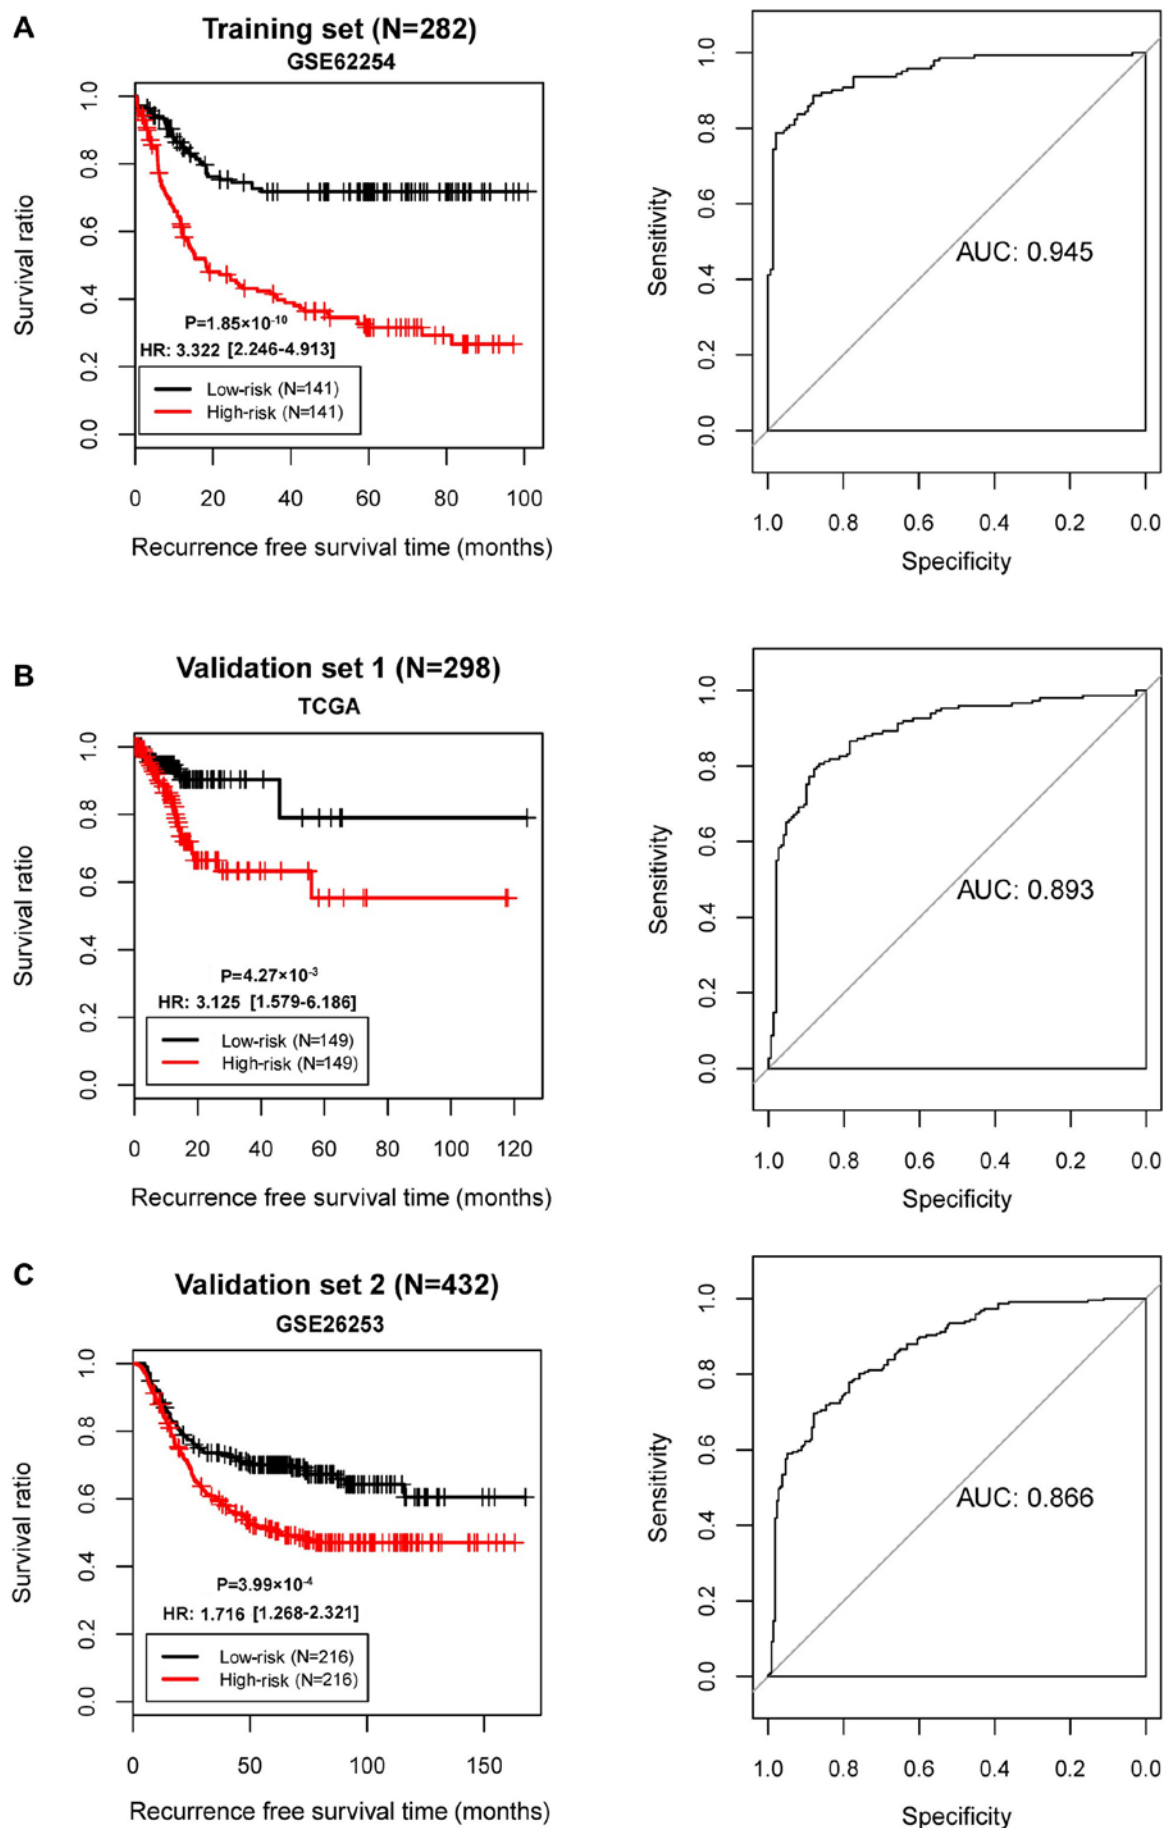 A
Training set (N=282)
GSE62254
Survival ratio
1.0
0.8
0.6
0.4
0.2
0.0
P=1.85×10-10
HR: 3.322 [2.246-4.913]
Low-risk (N=141)
High-risk (N=141)
0 20 40 60 80 100
Recurrence free survival time (months)
Sensitivity
1.0
0.8
0.6
0.4
0.2
0.0
AUC: 0.945
1.0 0.8 0.6 0.4 0.2 0.0
Specificity
B
Validation set 1 (N=298)
TCGA
Survival ratio
1.0
0.8
0.6
0.4
0.2
0.0
P=4.27×10-3
HR: 3.125 [1.579-6.186]
Low-risk (N=149)
High-risk (N=149)
0 20 40 60 80 100 120
Recurrence free survival time (months)
Sensitivity
1.0
0.8
0.6
0.4
0.2
0.0
AUC: 0.893
1.0 0.8 0.6 0.4 0.2 0.0
Specificity
C
Validation set 2 (N=432)
GSE26253
Survival ratio
1.0
0.8
0.6
0.4
0.2
0.0
P=3.99×10-4
HR: 1.716 [1.268-2.321]
Low-risk (N=216)
High-risk (N=216)
0 50 100 150
Recurrence free survival time (months)
Sensitivity
1.0
0.8
0.6
0.4
0.2
0.0
AUC: 0.866
1.0 0.8 0.6 0.4 0.2 0.0
Specificity